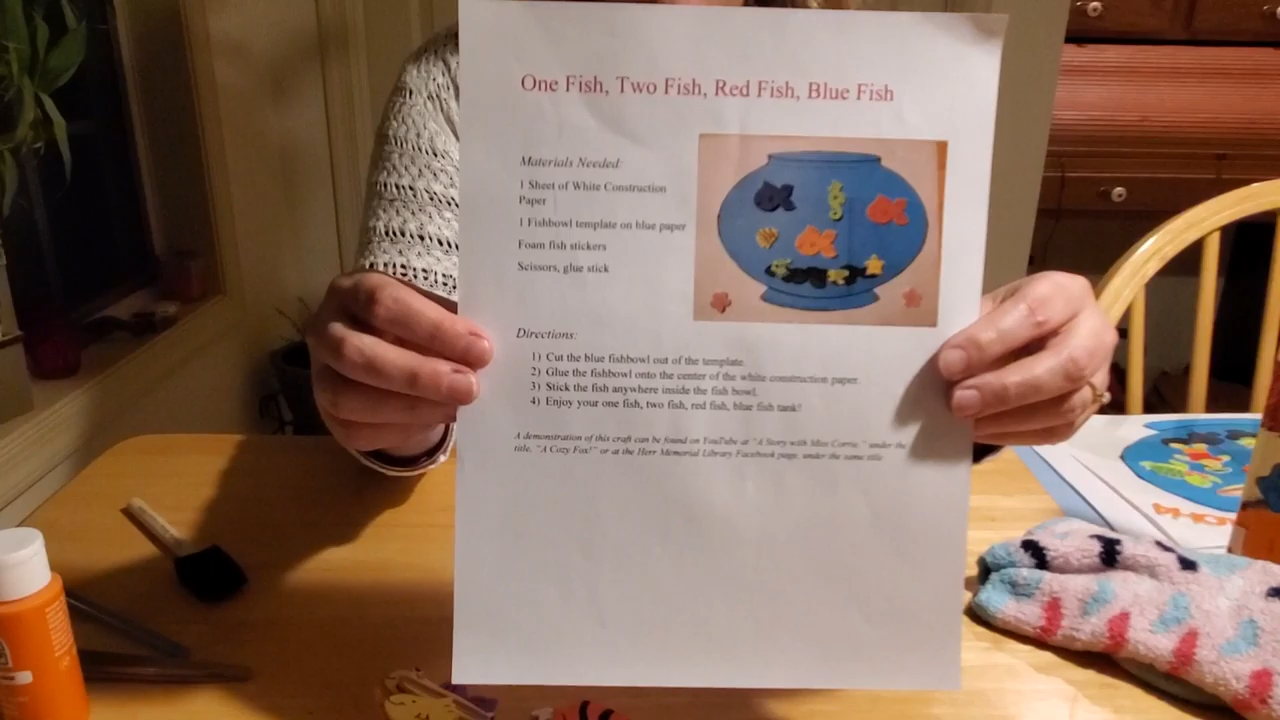 One Fish, Two Fish, Red Fish, Blue Fish
Materials Needed:
1 Sheet of White Construction
Paper
1 Fishbowl template on blue paper
Foam fish stickers
Scissors, glue stick
Directions:
1) Cut the blue fishbowl out of the template.
2) Glue the fishbowl onto the center of the white construction paper.
3) Stick the fish anywhere inside the fish bowl.
4) Enjoy your one fish, two fish, red fish, blue fish tank!
A demonstration of this craft can be found on YouTube at "A Story with Miss Corrie," under the
title, "A Cozy Fox!" or at the Herr Memorial Library Facebook page, under the same title